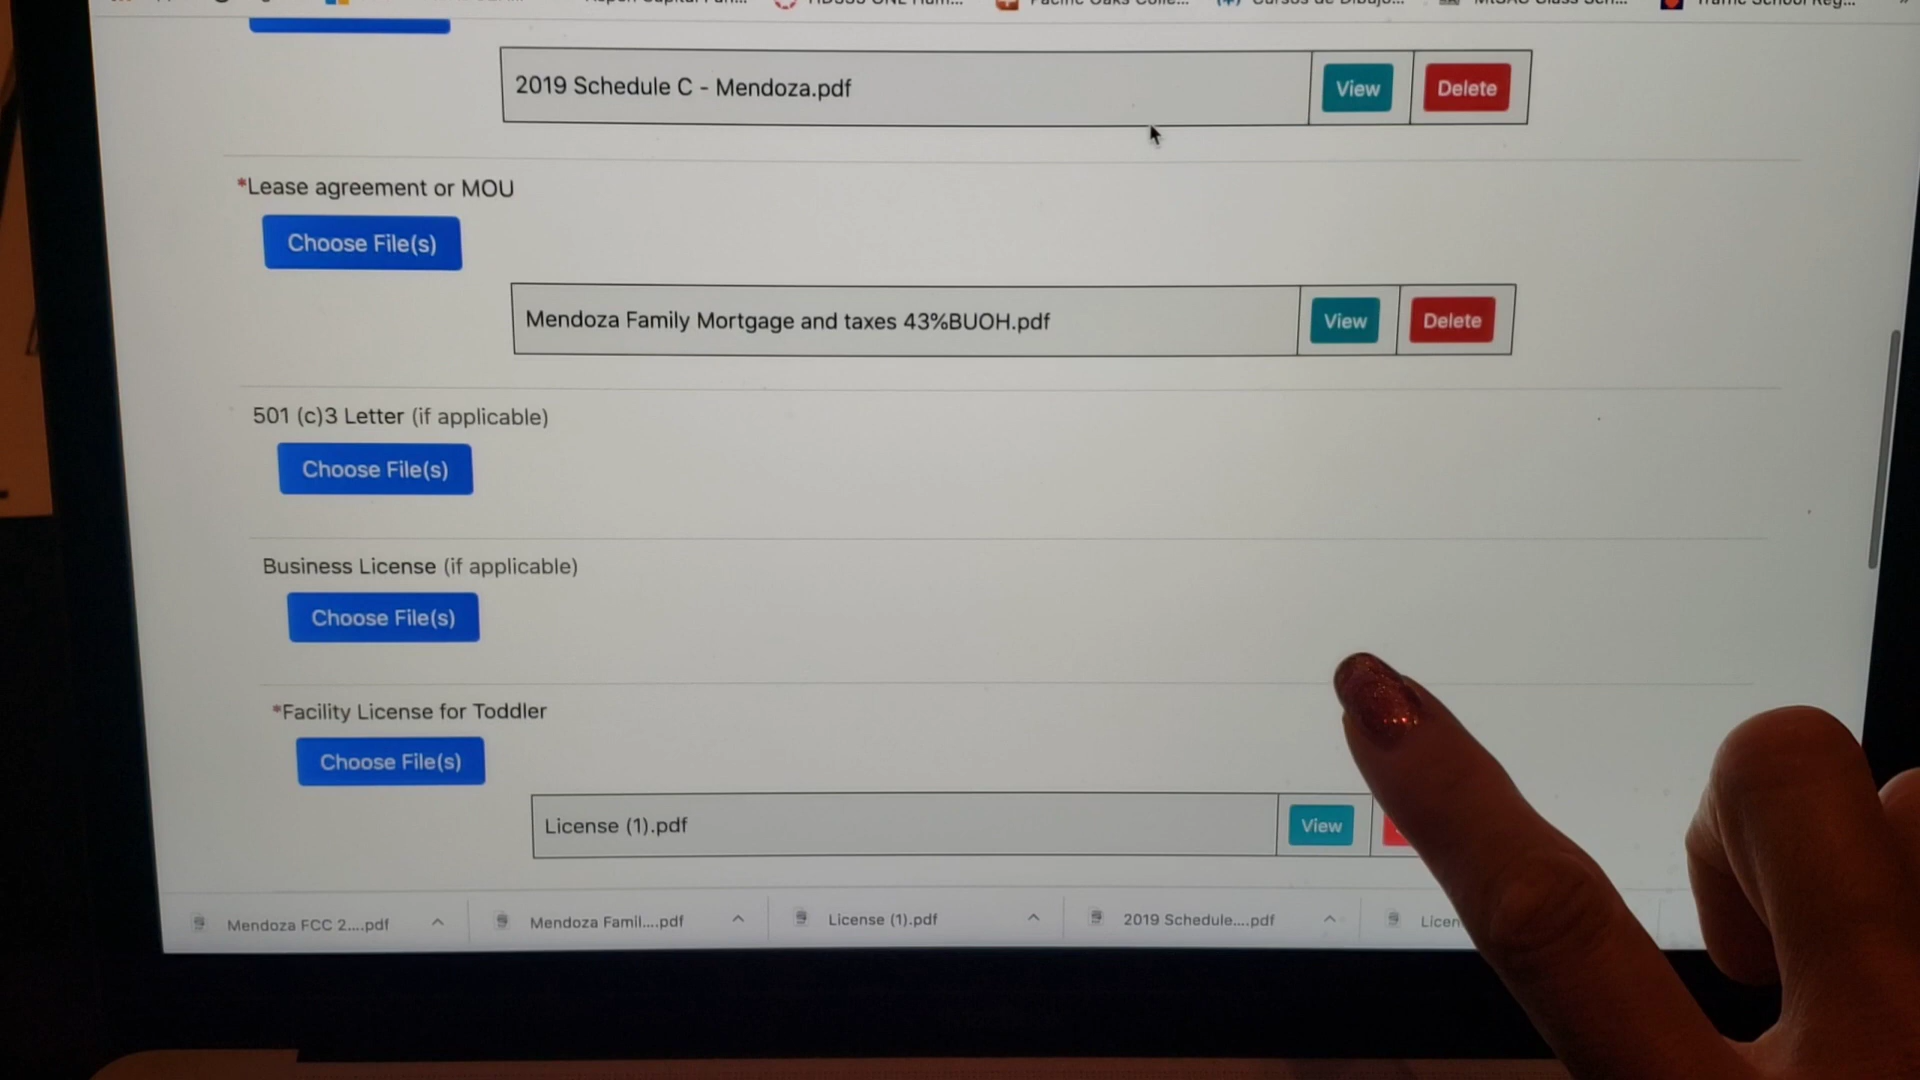 2019 Schedule C - Mendoza.pdf View Delete
*Lease agreement or MOU
Choose File(s)
Mendoza Family Mortgage and taxes 43%BUOH.pdf View Delete
501 (c)3 Letter (if applicable)
Choose File(s)
Business License (if applicable)
Choose File(s)
*Facility License for Toddler
Choose File(s)
License (1).pdf View
Mendoza FCC 2....pdf Mendoza Famil....pdf License (1).pdf 2019 Schedule....pdf Licen